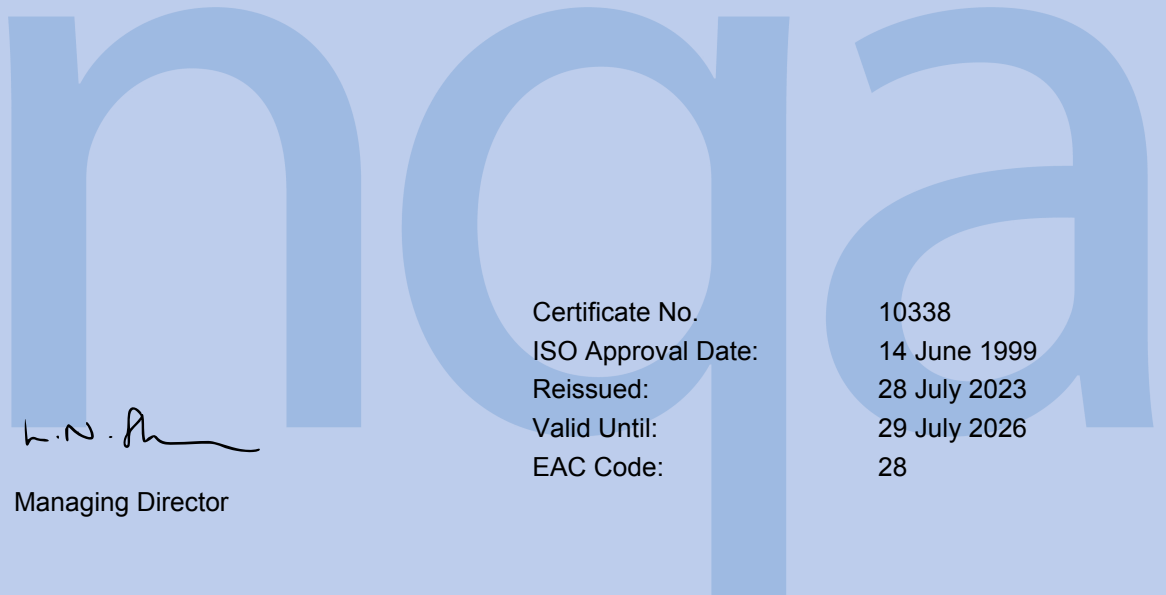 nqa
Certificate No. 10338
ISO Approval Date: 14 June 1999
Reissued: 28 July 2023
Valid Until: 29 July 2026
EAC Code: 28
L.N.
Managing Director